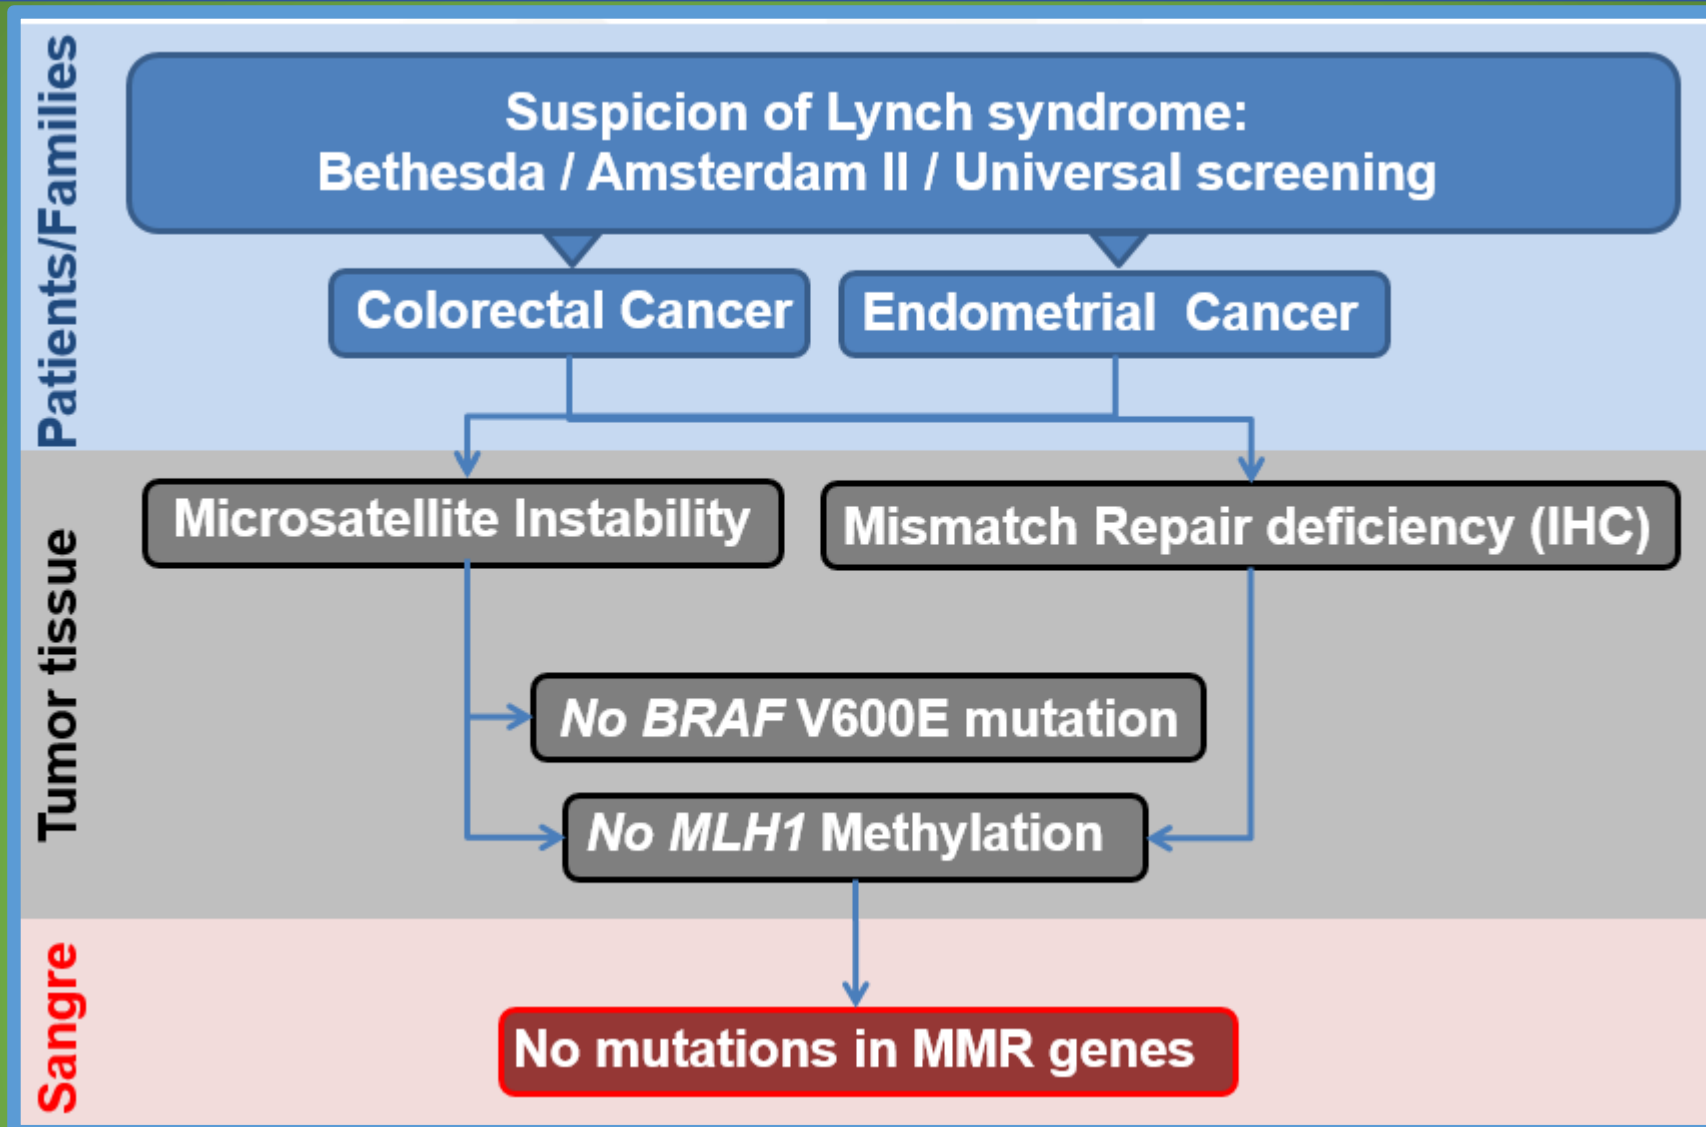 Patients/Families
Suspicion of Lynch syndrome:
Bethesda / Amsterdam II / Universal screening
Colorectal Cancer
Endometrial Cancer
Tumor tissue
Microsatellite Instability
Mismatch Repair deficiency (IHC)
No BRAF V600E mutation
No MLH1 Methylation
Sangre
No mutations in MMR genes